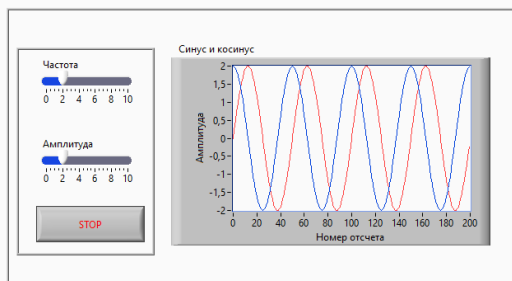 Частота
0 2 4 6 8 10
Амплитуда
0 2 4 6 8 10
STOP
Синус и косинус
Амплитуда
2
1,5
1
0,5
0
-0,5
-1
-1,5
-2
0 20 40 60 80 100 120 140 160 180 200
Номер отсчета